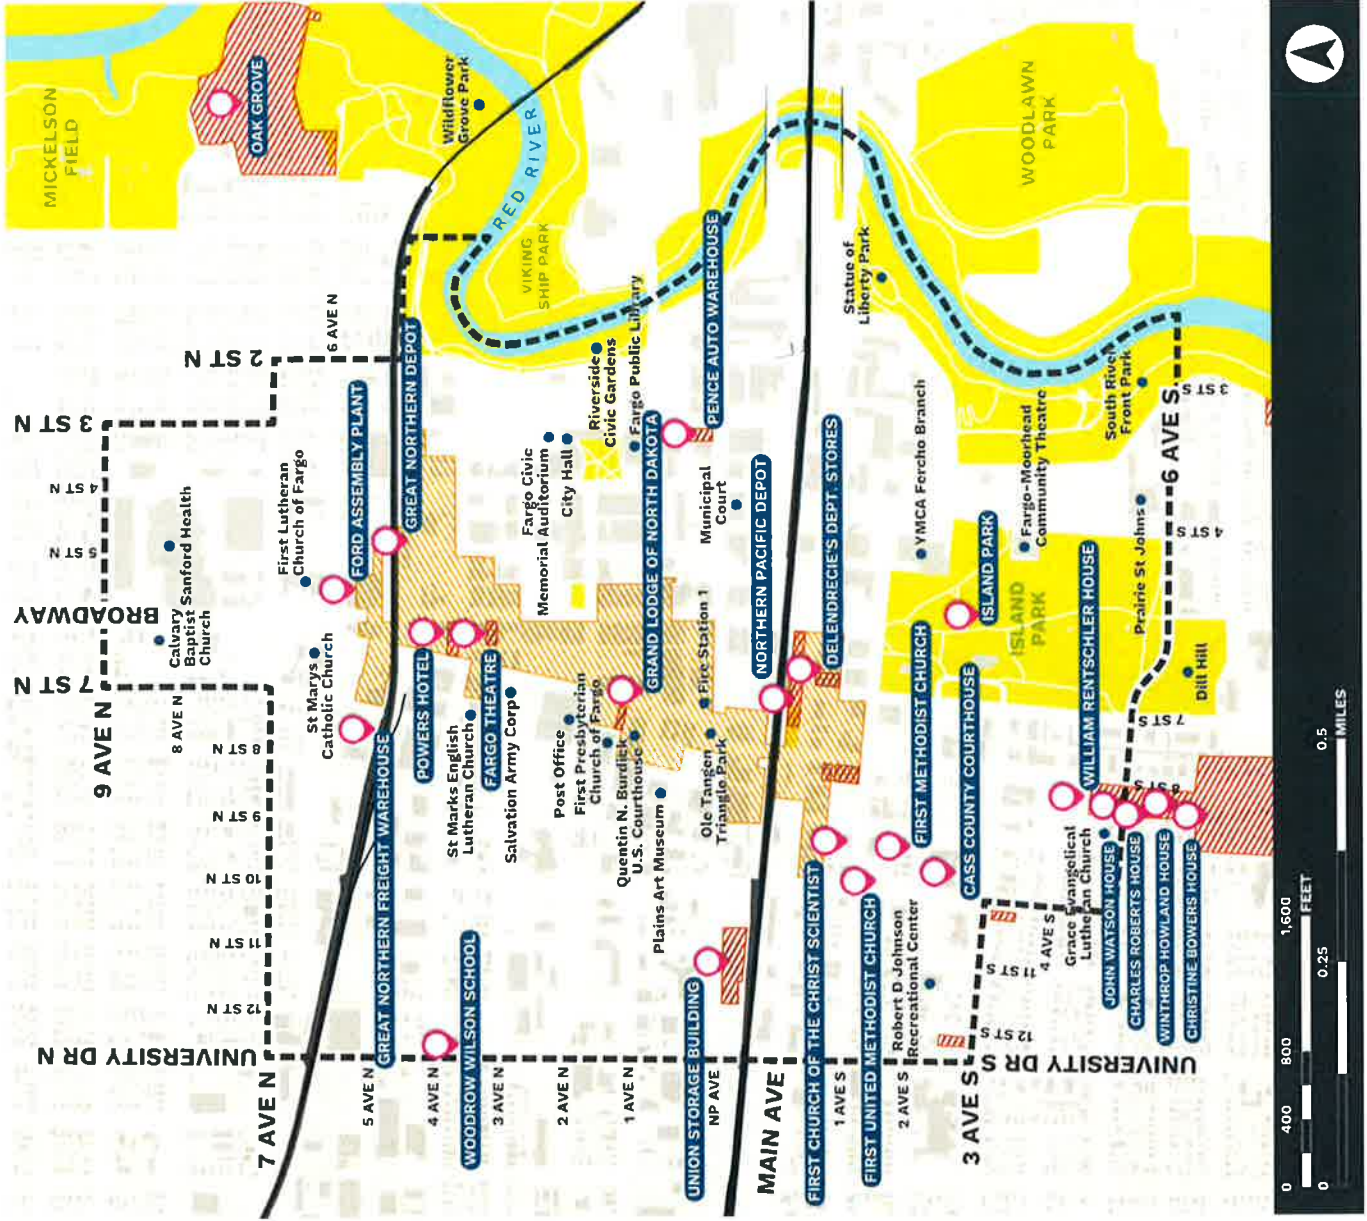 MICKELSON
FIELD
OAK GROVE
Wildflower
Grove Park
RED RIVER
VIKING
SHIP PARK
WOODLAWN
PARK
2 ST N
6 AVE N
3 ST N
4 ST N
5 ST N
BROADWAY
7 ST N
9 AVE N
8 AVE N
8 ST N
9 ST N
10 ST N
11 ST N
12 ST N
UNIVERSITY DR N
7 AVE N
Sanford Health
Calvary
Baptist
Church
First Lutheran
Church of Fargo
St Marys
Catholic Church
FORD ASSEMBLY PLANT
GREAT NORTHERN DEPOT
GREAT NORTHERN FREIGHT WAREHOUSE
POWERS HOTEL
FARGO THEATRE
St Marks English
Lutheran Church
Salvation Army Corp
WOODROW WILSON SCHOOL
5 AVE N
4 AVE N
3 AVE N
2 AVE N
1 AVE N
NP AVE
MAIN AVE
Fargo Civic
Memorial Auditorium
City Hall
Riverside
Civic Gardens
Fargo Public Library
GRAND LODGE OF NORTH DAKOTA
PENCE AUTO WAREHOUSE
Municipal
Court
Post Office
First Presbyterian
Church of Fargo
Quentin N. Burdick
U.S. Courthouse
Plains Art Museum
Fire Station 1
Ole Tangen
Triangle Park
UNION STORAGE BUILDING
NORTHERN PACIFIC DEPOT
DELENDRECIE'S DEPT. STORES
Statue of
Liberty Park
YMCA Fercho Branch
FIRST CHURCH OF THE CHRIST SCIENTIST
FIRST UNITED METHODIST CHURCH
FIRST METHODIST CHURCH
CASS COUNTY COURTHOUSE
1 AVE S
2 AVE S
3 AVE S
Robert D Johnson
Recreational Center
ISLAND PARK
ISLAND
PARK
Fargo-Moorhead
Community Theatre
South River
Front Park
3 ST S
6 AVE S
4 ST S
Prairie St Johns
Dill Hill
7 ST S
8 ST S
WILLIAM RENTSCHLER HOUSE
Grace Evangelical
Lutheran Church
4 AVE S
11 ST S
12 ST S
UNIVERSITY DR S
JOHN WATSON HOUSE
CHARLES ROBERTS HOUSE
WINTHROP HOWLAND HOUSE
CHRISTINE BOWERS HOUSE
0 400 800 1,600
FEET
0 0.25 0.5
MILES